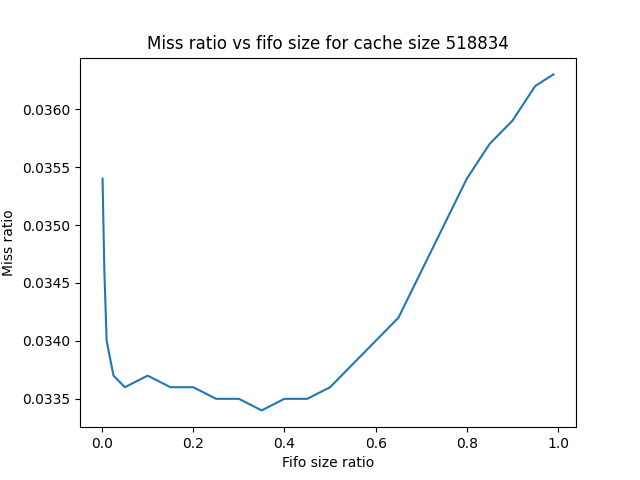 Miss ratio vs fifo size for cache size 518834
0.0360
0.0355
0.0350
0.0345
0.0340
0.0335
Miss ratio
0.0 0.2 0.4 0.6 0.8 1.0
Fifo size ratio